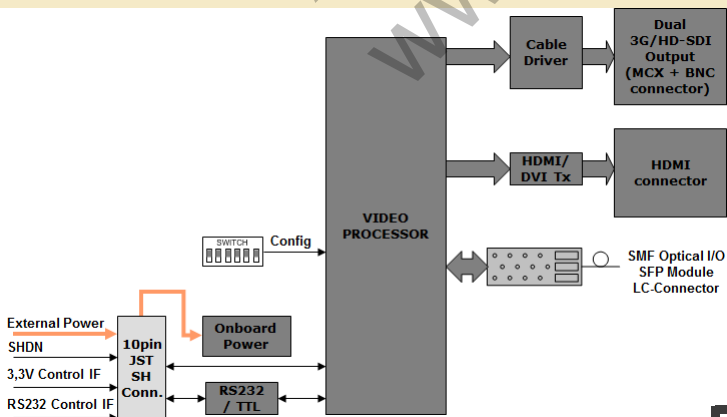 Dual
3G/HD-SDI
Output
(MCX + BNC
connector)
Cable
Driver
HDMI/
DVI Tx
HDMI
connector
VIDEO
PROCESSOR
SWITCH
Config
SMF Optical I/O
SFP Module
LC-Connector
External Power
SHDN
3,3V Control IF
RS232 Control IF
10pin
JST
SH
Conn.
Onboard
Power
RS232
/ TTL